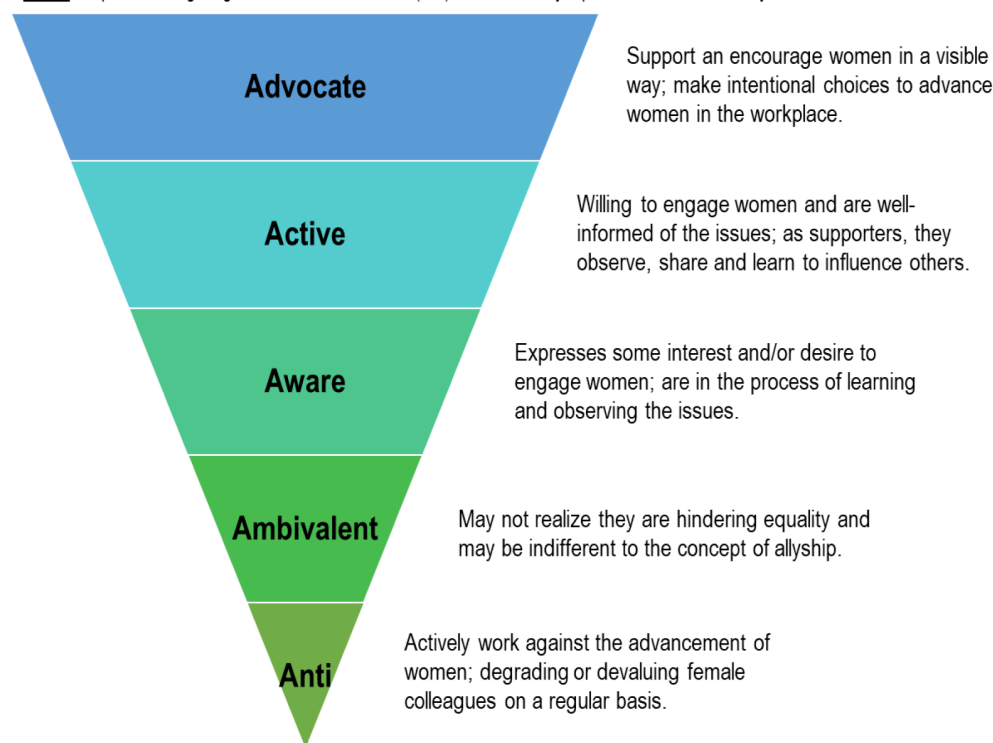 Advocate
Support an encourage women in a visible
way; make intentional choices to advance
women in the workplace.
Active
Willing to engage women and are well-
informed of the issues; as supporters, they
observe, share and learn to influence others.
Aware
Expresses some interest and/or desire to
engage women; are in the process of learning
and observing the issues.
Ambivalent
May not realize they are hindering equality and
may be indifferent to the concept of allyship.
Anti
Actively work against the advancement of
women; degrading or devaluing female
colleagues on a regular basis.